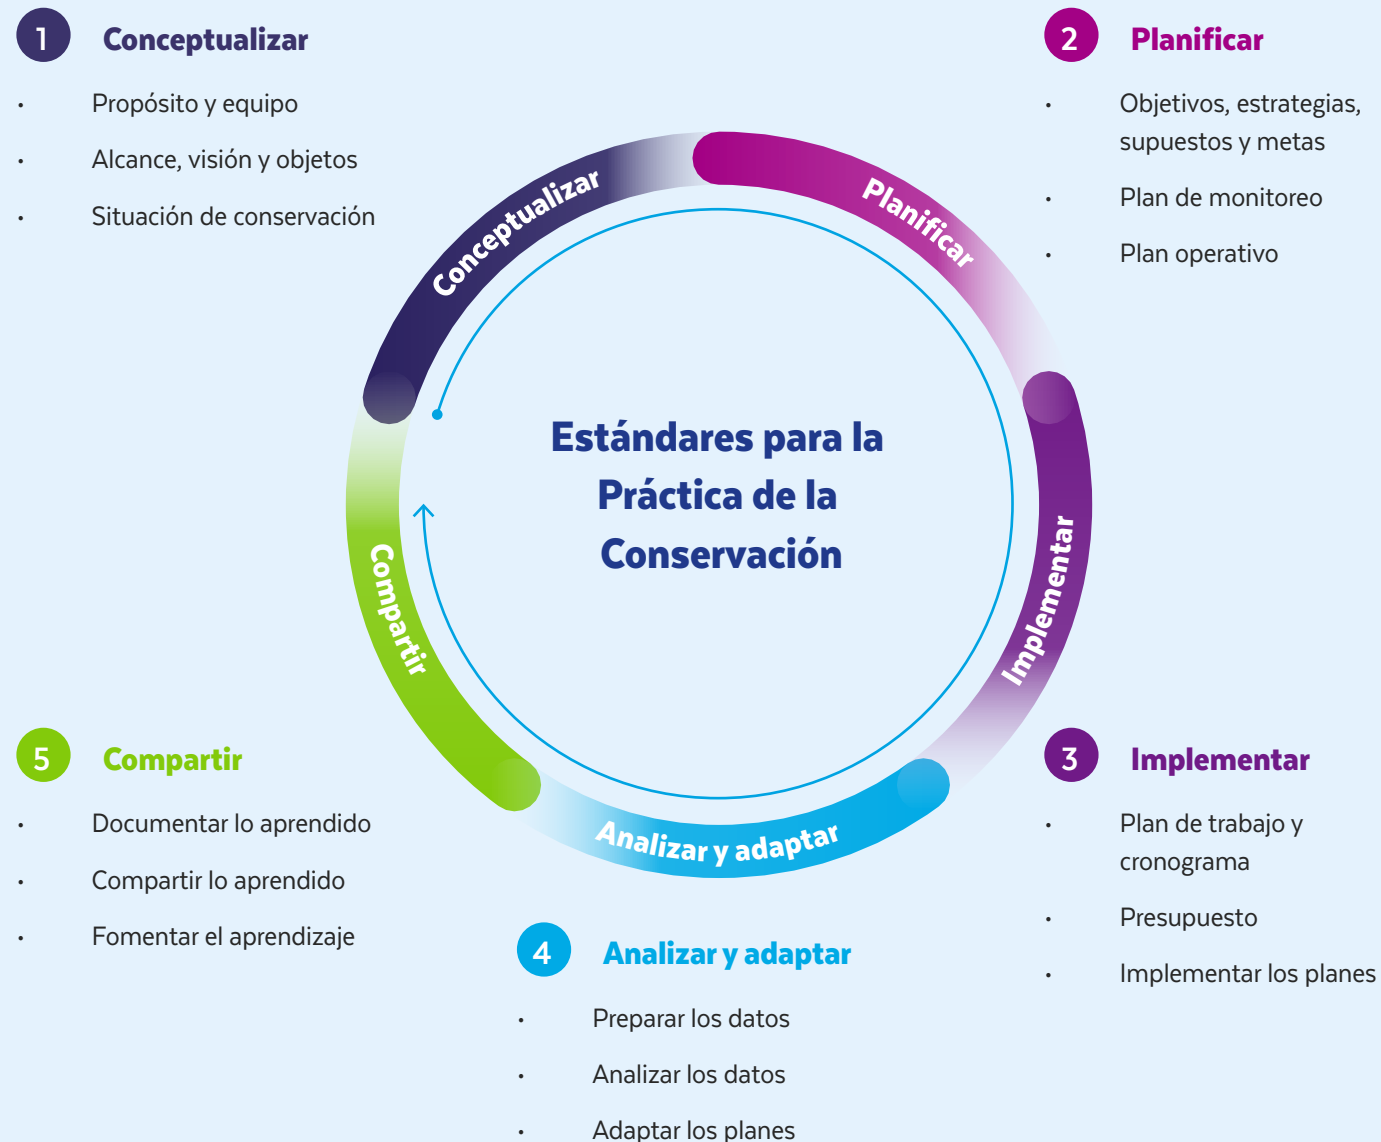 1 Conceptualizar
• Propósito y equipo
• Alcance, visión y objetos
• Situación de conservación
2 Planificar
• Objetivos, estrategias,
supuestos y metas
• Plan de monitoreo
• Plan operativo
Conceptualizar
Planificar
Implementar
Analizar y adaptar
Compartir
Estándares para la
Práctica de la
Conservación
3 Implementar
• Plan de trabajo y
cronograma
• Presupuesto
• Implementar los planes
4 Analizar y adaptar
• Preparar los datos
• Analizar los datos
• Adaptar los planes
5 Compartir
• Documentar lo aprendido
• Compartir lo aprendido
• Fomentar el aprendizaje